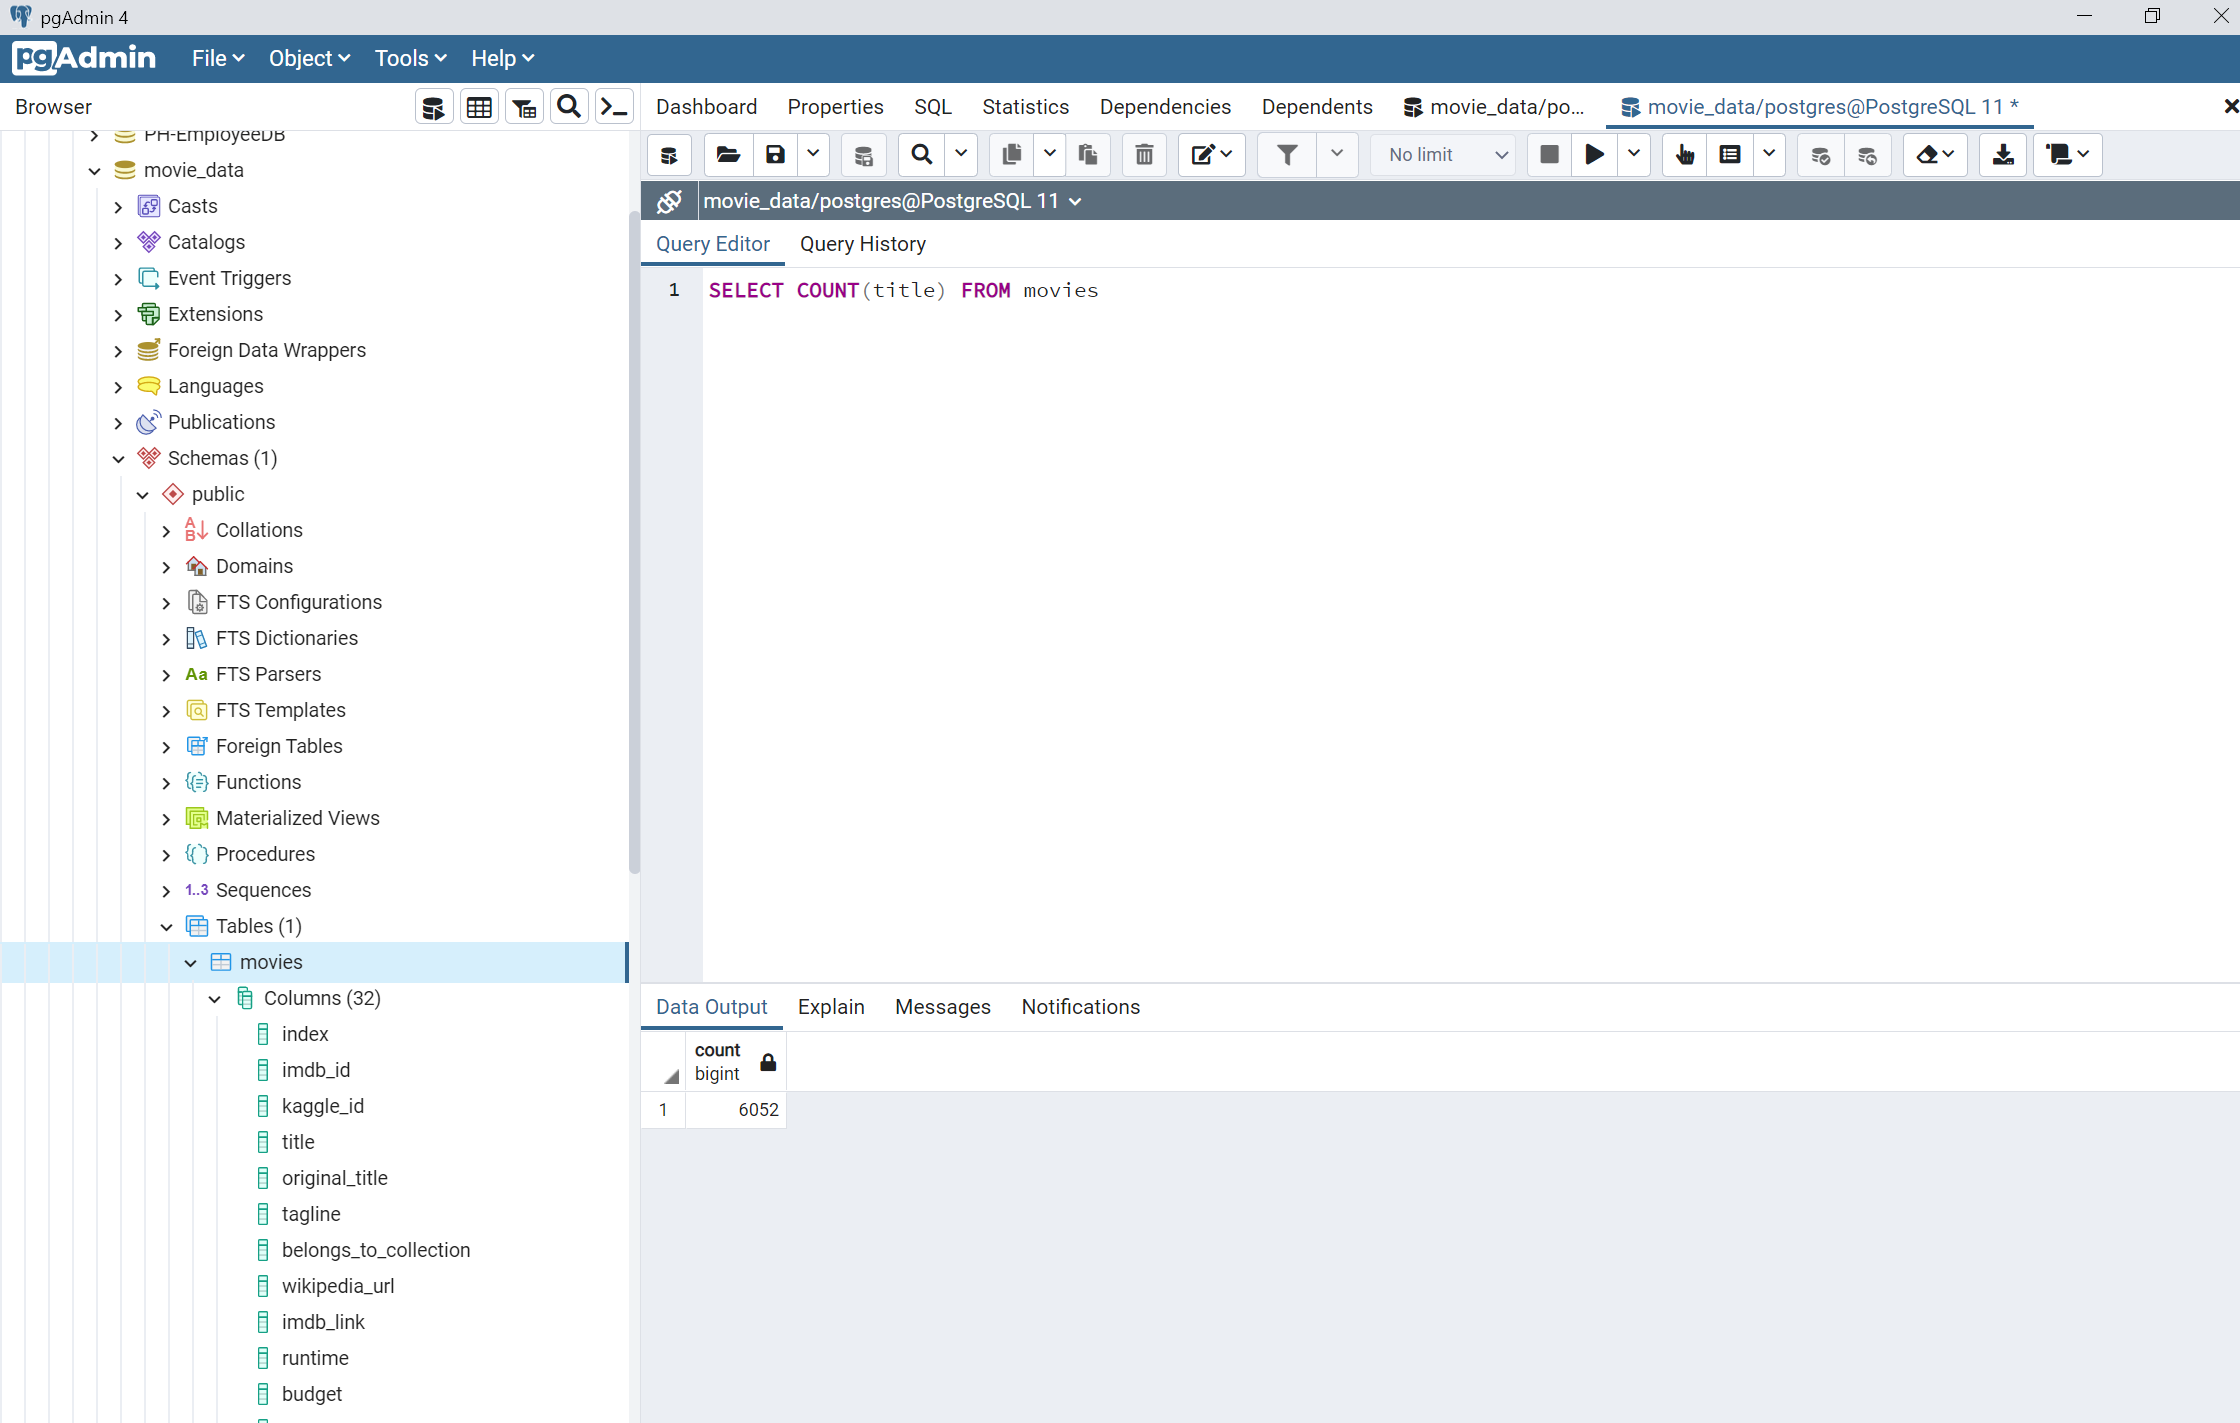 pgAdmin 4
pgAdmin File Object Tools Help
Browser
Dashboard Properties SQL Statistics Dependencies Dependents movie_data/po... movie_data/postgres@PostgreSQL 11 *
No limit
movie_data/postgres@PostgreSQL 11
Query Editor Query History
1 SELECT COUNT(title) FROM movies
PH-EmployeeDB
movie_data
Casts
Catalogs
Event Triggers
Extensions
Foreign Data Wrappers
Languages
Publications
Schemas (1)
public
Collations
Domains
FTS Configurations
FTS Dictionaries
Aa FTS Parsers
FTS Templates
Foreign Tables
Functions
Materialized Views
Procedures
1..3 Sequences
Tables (1)
movies
Columns (32)
index
imdb_id
kaggle_id
title
original_title
tagline
belongs_to_collection
wikipedia_url
imdb_link
runtime
budget
Data Output Explain Messages Notifications
count
bigint
1 6052